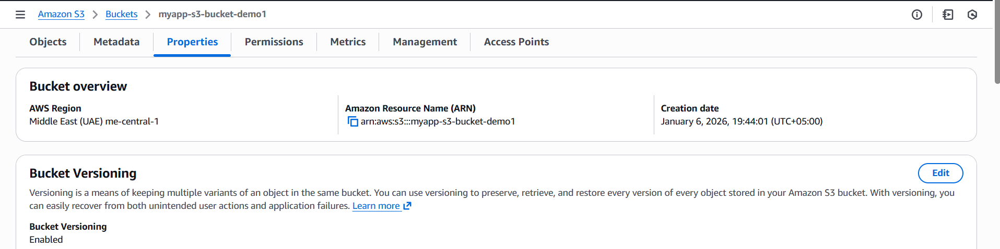 Amazon S3 > Buckets > myapp-s3-bucket-demo1
Objects Metadata Properties Permissions Metrics Management Access Points
Bucket overview
AWS Region
Middle East (UAE) me-central-1
Amazon Resource Name (ARN)
arn:aws:s3:::myapp-s3-bucket-demo1
Creation date
January 6, 2026, 19:44:01 (UTC+05:00)
Bucket Versioning
Edit
Versioning is a means of keeping multiple variants of an object in the same bucket. You can use versioning to preserve, retrieve, and restore every version of every object stored in your Amazon S3 bucket. With versioning, you
can easily recover from both unintended user actions and application failures. Learn more
Bucket Versioning
Enabled